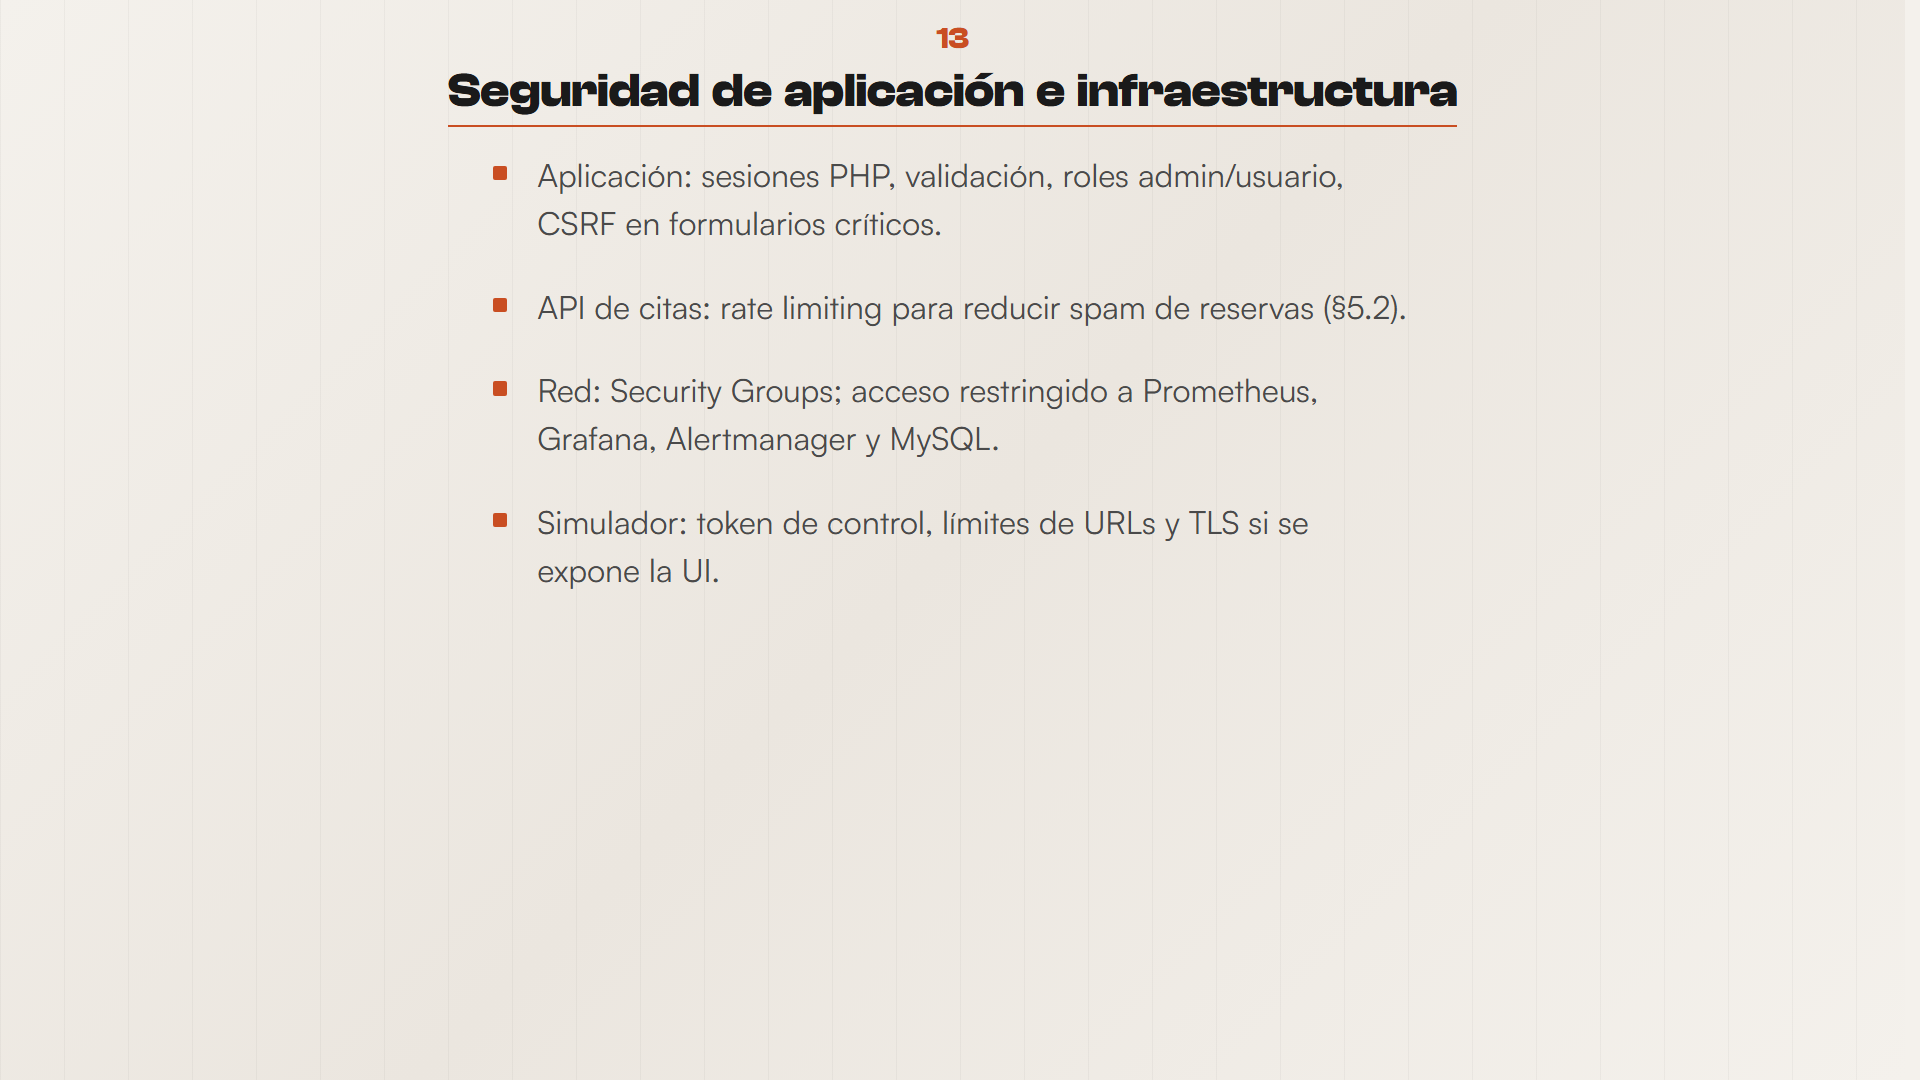 13
Seguridad de aplicación e infraestructura
Aplicación: sesiones PHP, validación, roles admin/usuario,
CSRF en formularios críticos.
API de citas: rate limiting para reducir spam de reservas (§5.2).
Red: Security Groups; acceso restringido a Prometheus,
Grafana, Alertmanager y MySQL.
Simulador: token de control, límites de URLs y TLS si se
expone la UI.